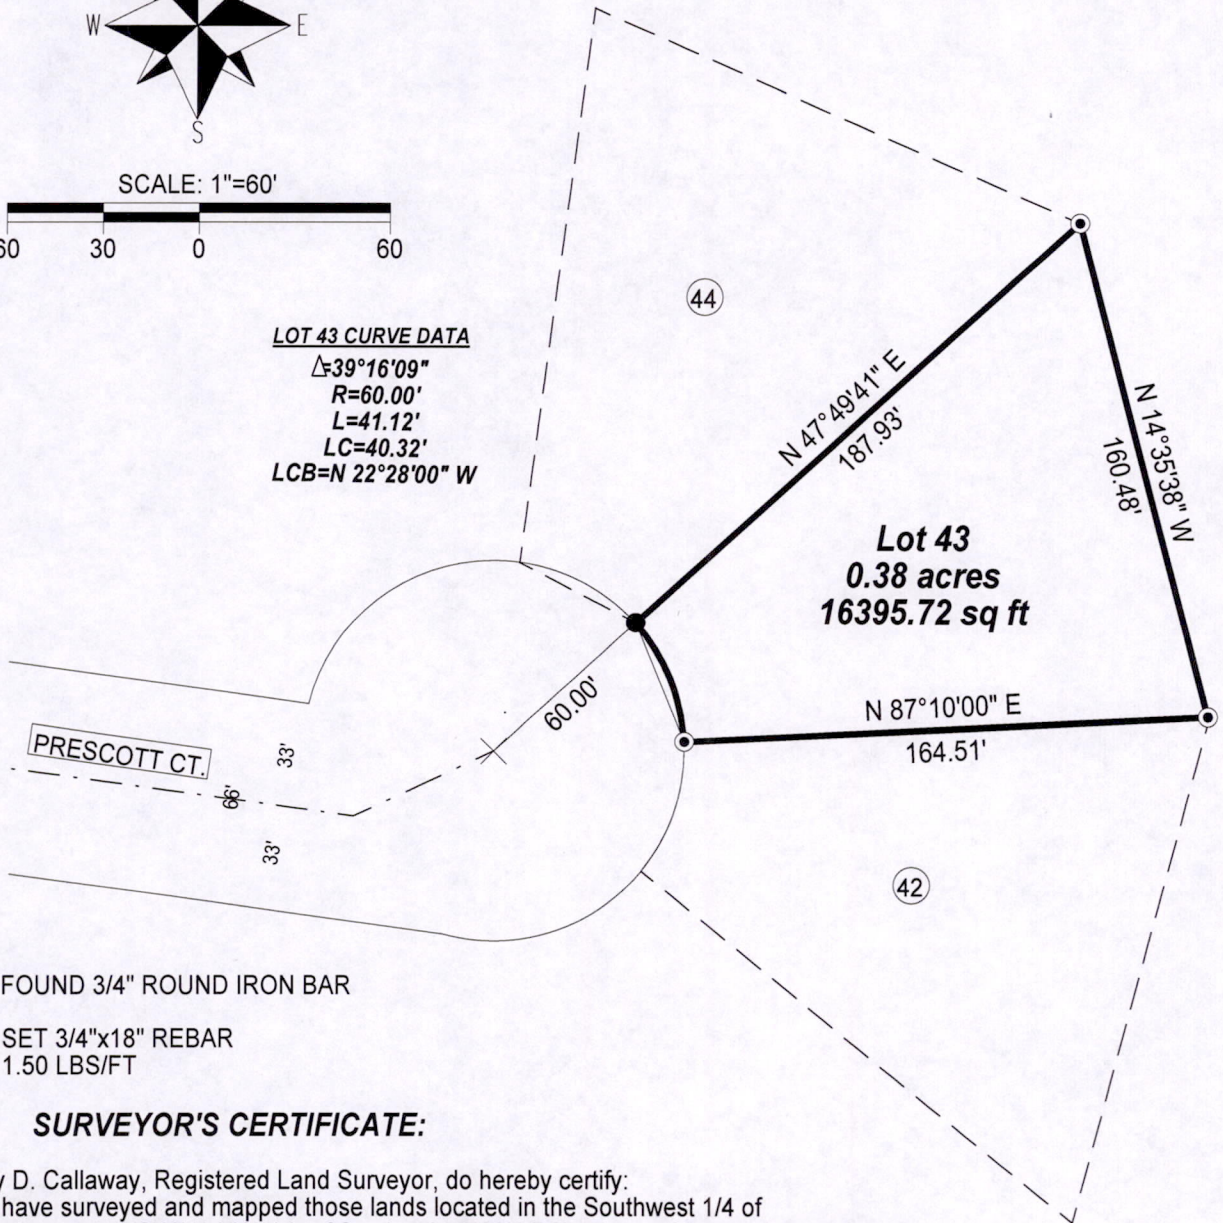 W E
S
SCALE: 1"=60'
60 30 0 60
44
LOT 43 CURVE DATA
Δ=39°16'09"
R=60.00'
L=41.12'
LC=40.32'
LCB=N 22°28'00" W
N 47°49'41" E
187.93'
N 14°35'38" W
160.48'
Lot 43
0.38 acres
16395.72 sq ft
60.00'
N 87°10'00" E
164.51'
PRESCOTT CT.
33'
66'
33'
42
FOUND 3/4" ROUND IRON BAR
SET 3/4"x18" REBAR
1.50 LBS/FT
SURVEYOR'S CERTIFICATE:
D. Callaway, Registered Land Surveyor, do hereby certify:
have surveyed and mapped those lands located in the Southwest 1/4 of